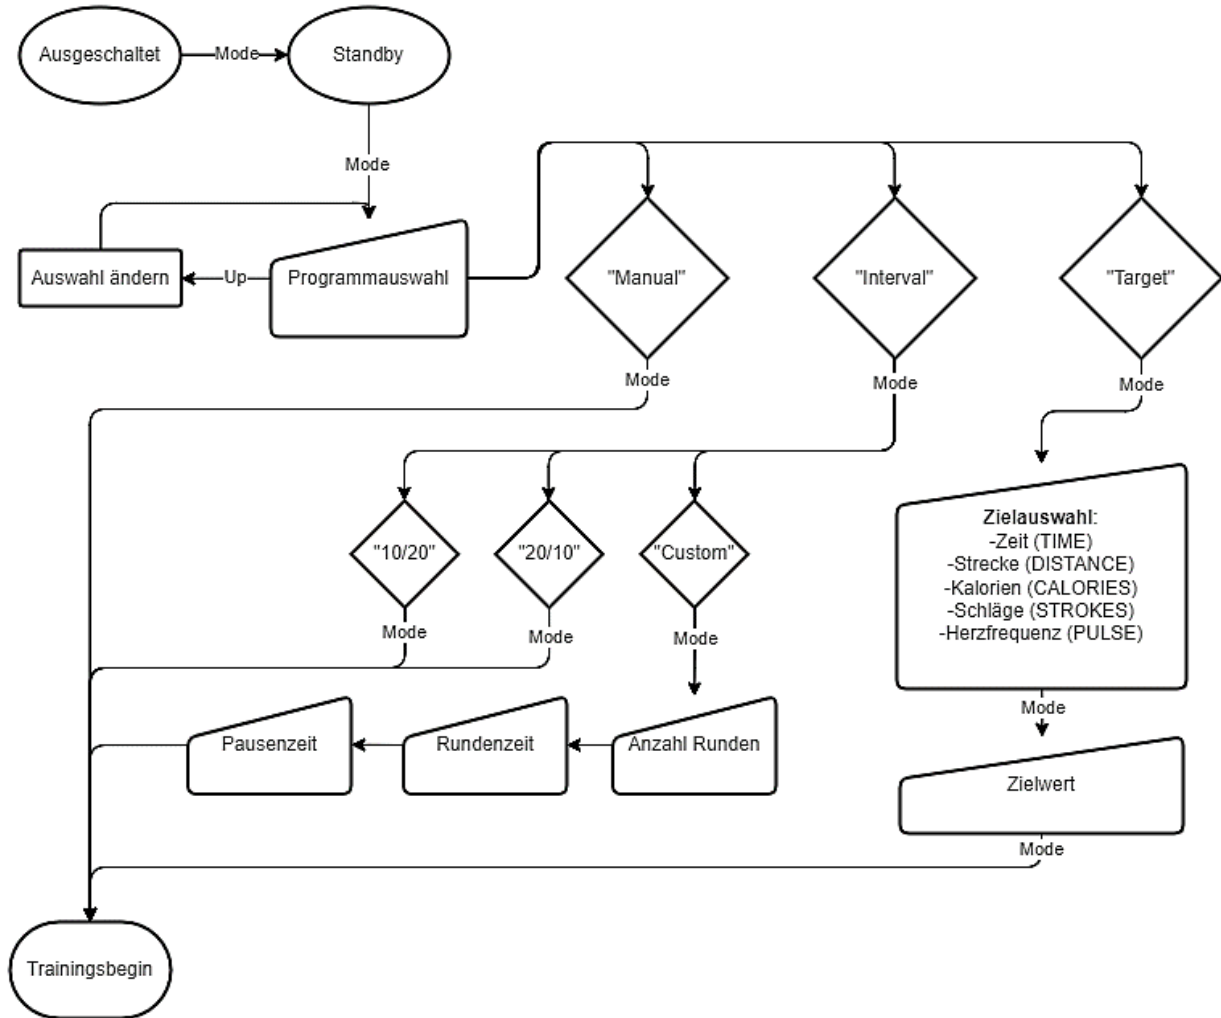 Ausgeschaltet
Mode
Standby
Mode
Auswahl ändern
Up
Programmauswahl
"Manual"
"Interval"
"Target"
Mode
Mode
Mode
"10/20"
"20/10"
"Custom"
Zielauswahl:
-Zeit (TIME)
-Strecke (DISTANCE)
-Kalorien (CALORIES)
-Schläge (STROKES)
-Herzfrequenz (PULSE)
Mode
Mode
Mode
Mode
Pausenzeit
Rundenzeit
Anzahl Runden
Zielwert
Mode
Trainingsbegin